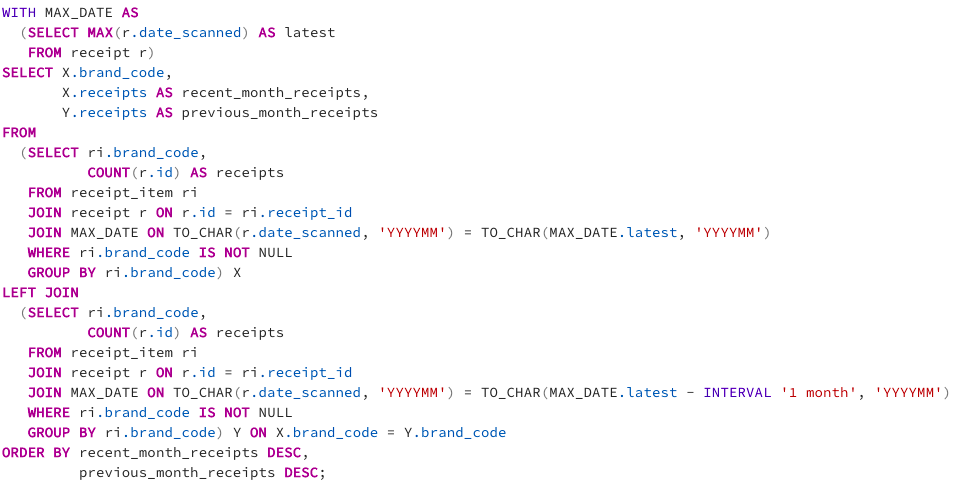 WITH MAX_DATE AS
  (SELECT MAX(r.date_scanned) AS latest
   FROM receipt r)
SELECT X.brand_code,
       X.receipts AS recent_month_receipts,
       Y.receipts AS previous_month_receipts
FROM
  (SELECT ri.brand_code,
          COUNT(r.id) AS receipts
   FROM receipt_item ri
   JOIN receipt r ON r.id = ri.receipt_id
   JOIN MAX_DATE ON TO_CHAR(r.date_scanned, 'YYYYMM') = TO_CHAR(MAX_DATE.latest, 'YYYYMM')
   WHERE ri.brand_code IS NOT NULL
   GROUP BY ri.brand_code) X
LEFT JOIN
  (SELECT ri.brand_code,
          COUNT(r.id) AS receipts
   FROM receipt_item ri
   JOIN receipt r ON r.id = ri.receipt_id
   JOIN MAX_DATE ON TO_CHAR(r.date_scanned, 'YYYYMM') = TO_CHAR(MAX_DATE.latest - INTERVAL '1 month', 'YYYYMM')
   WHERE ri.brand_code IS NOT NULL
   GROUP BY ri.brand_code) Y ON X.brand_code = Y.brand_code
ORDER BY recent_month_receipts DESC,
         previous_month_receipts DESC;